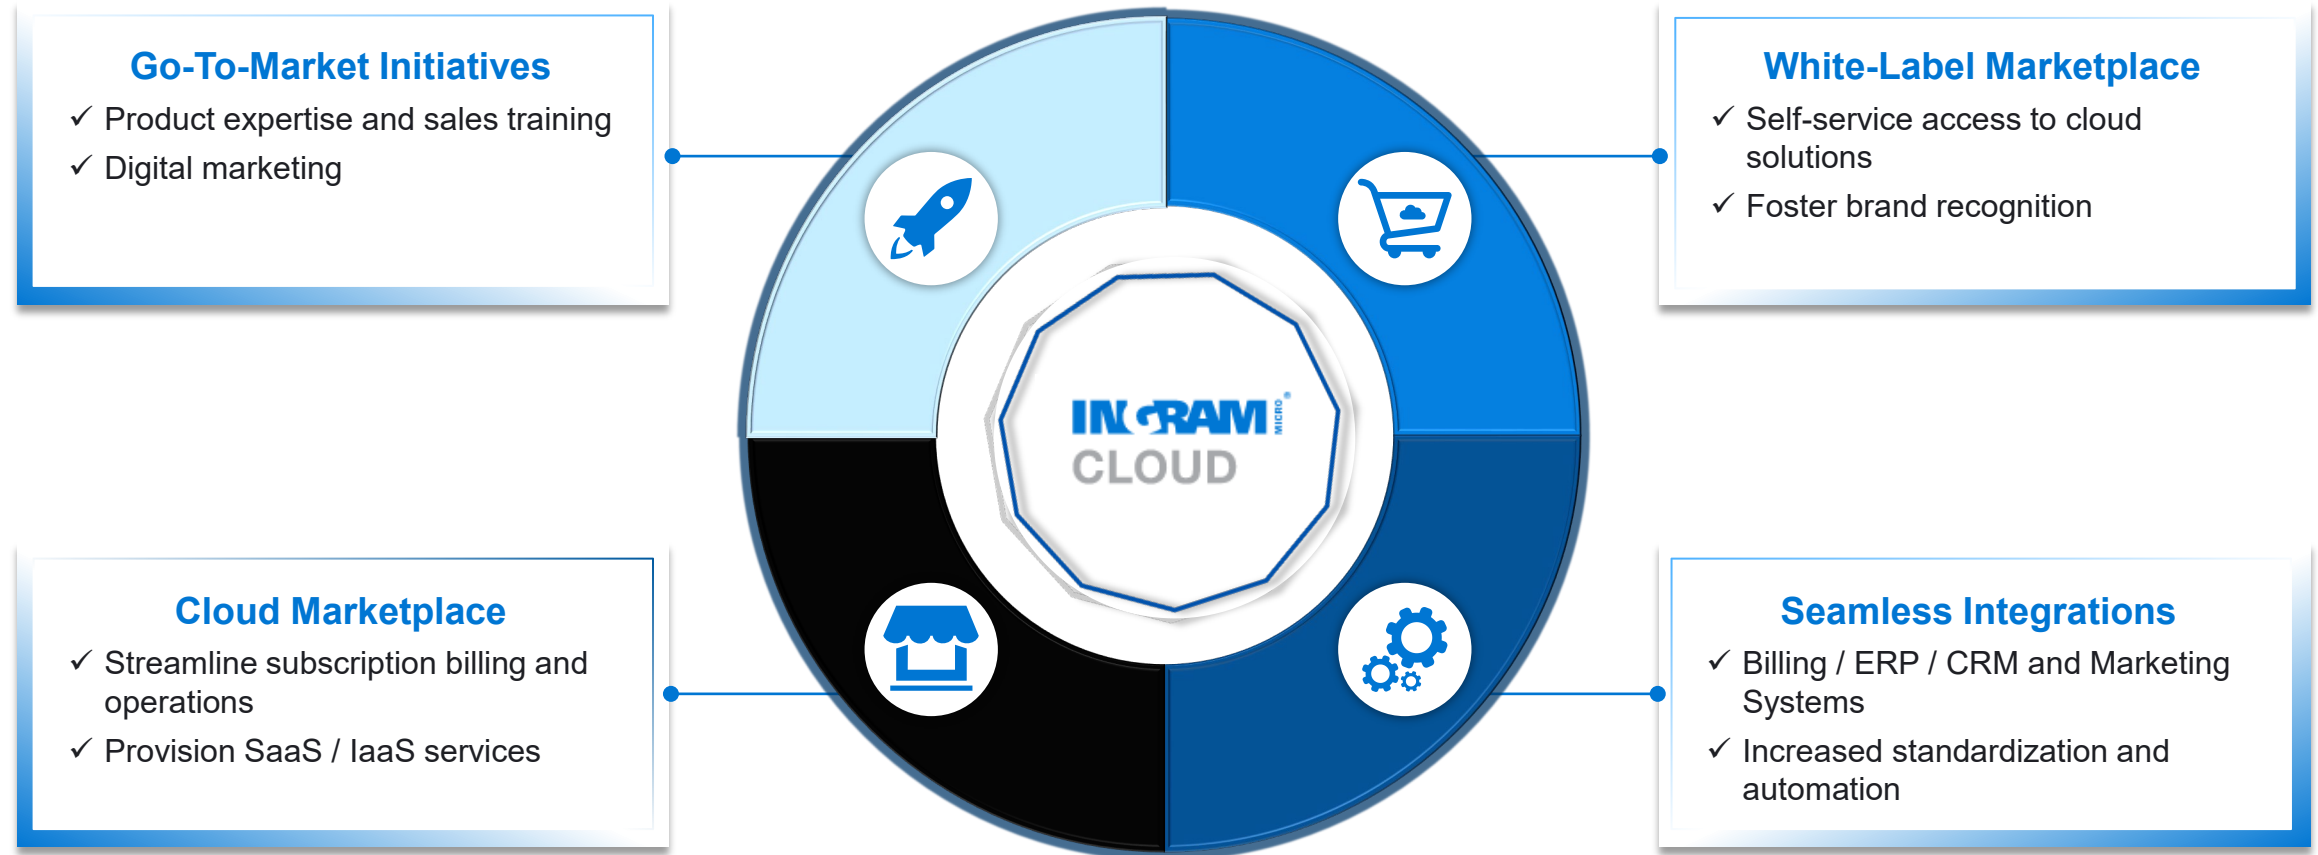 Go-To-Market Initiatives
✓ Product expertise and sales training
✓ Digital marketing
White-Label Marketplace
✓ Self-service access to cloud
solutions
✓ Foster brand recognition
INGRAM MICRO®
CLOUD
Cloud Marketplace
✓ Streamline subscription billing and
operations
✓ Provision SaaS / IaaS services
Seamless Integrations
✓ Billing / ERP / CRM and Marketing
Systems
✓ Increased standardization and
automation